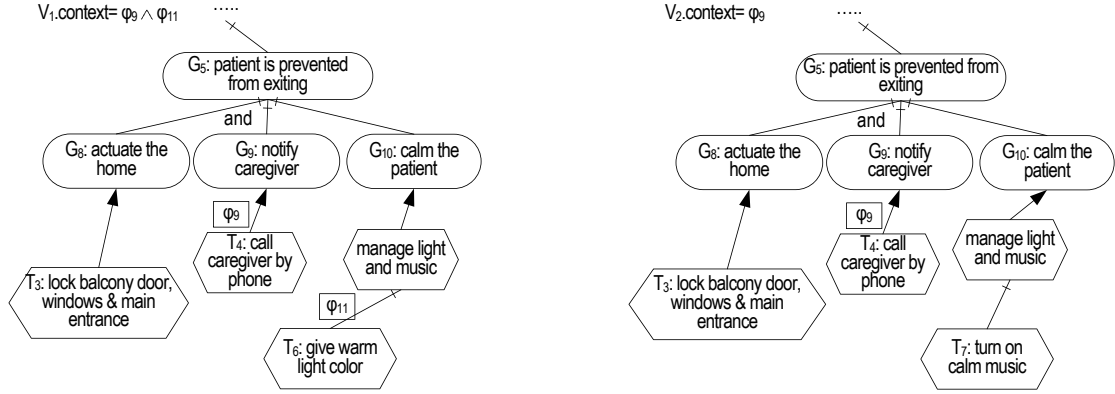 V₁.context= φ₉ ∧ φ₁₁
.....
G₅: patient is prevented
from exiting
and
G₈: actuate the
home
G₉: notify
caregiver
G₁₀: calm the
patient
φ₉
T₄: call
caregiver by
phone
manage light
and music
T₃: lock balcony door,
windows & main
entrance
φ₁₁
T₆: give warm
light color
V₂.context= φ₉
.....
G₅: patient is prevented from
exiting
and
G₈: actuate the
home
G₉: notify
caregiver
G₁₀: calm the
patient
φ₉
T₄: call
caregiver by
phone
manage light
and music
T₃: lock balcony door,
windows & main
entrance
T₇: turn on
calm music